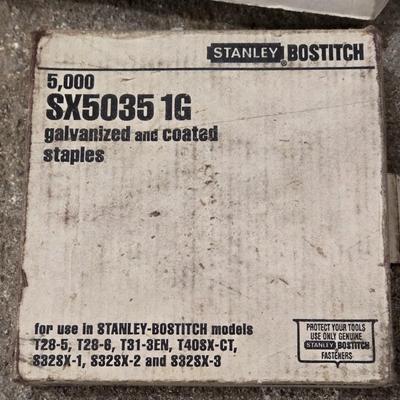 STANLEY BOSTITCH
5,000
SX5035 1G
galvanized and coated
staples
for use in STANLEY-BOSTITCH models
T28-5, T28-6, T31-3EN, T40SX-CT,
S32SX-1, S32SX-2 and S32SX-3
PROTECT YOUR TOOLS
USE ONLY GENUINE
STANLEY BOSTITCH
FASTENERS